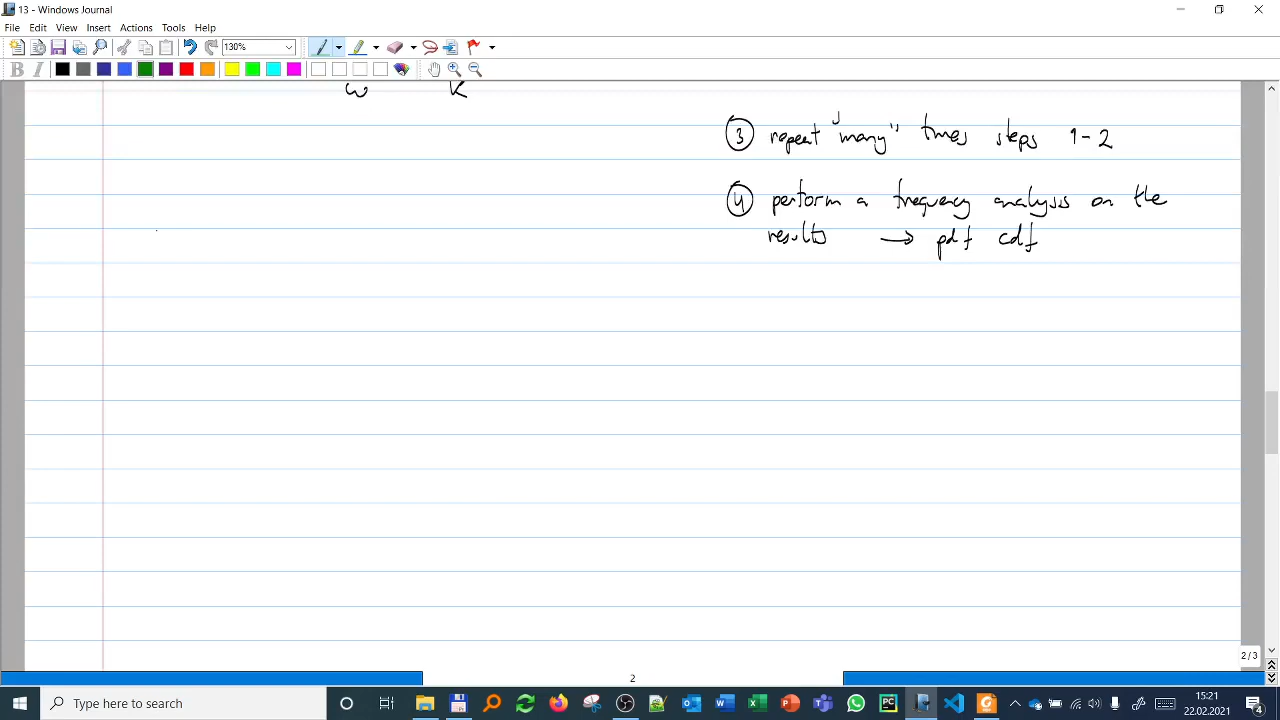 13 - Windows Journal
File Edit View Insert Actions Tools Help
130%
B I
ω K
③ repeat "many" times steps 1-2
④ perform a frequency analysis on the
results → pdf cdf
2 / 3
2
Type here to search
15:21
22.02.2021